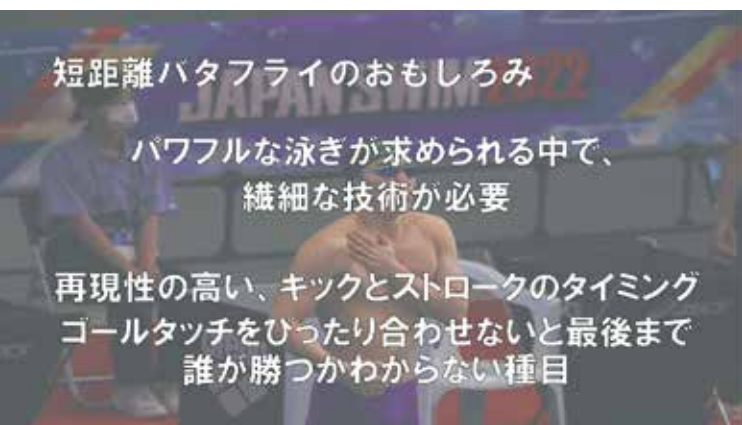 短距離バタフライのおもしろみ
JAPAN SWIM 2022
パワフルな泳ぎが求められる中で、
繊細な技術が必要
再現性の高い、キックとストロークのタイミング
ゴールタッチをぴったり合わせないと最後まで
誰が勝つかわからない種目